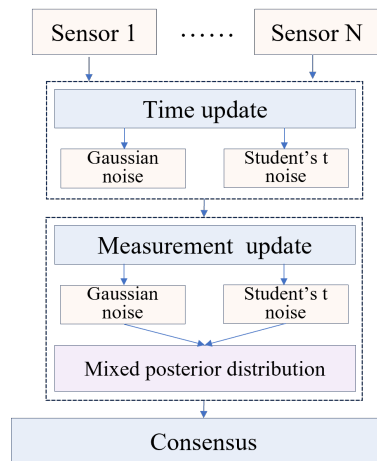 Sensor 1 …… Sensor N
Time update
Gaussian Student's t
noise noise
Measurement update
Gaussian Student's t
noise noise
Mixed posterior distribution
Consensus